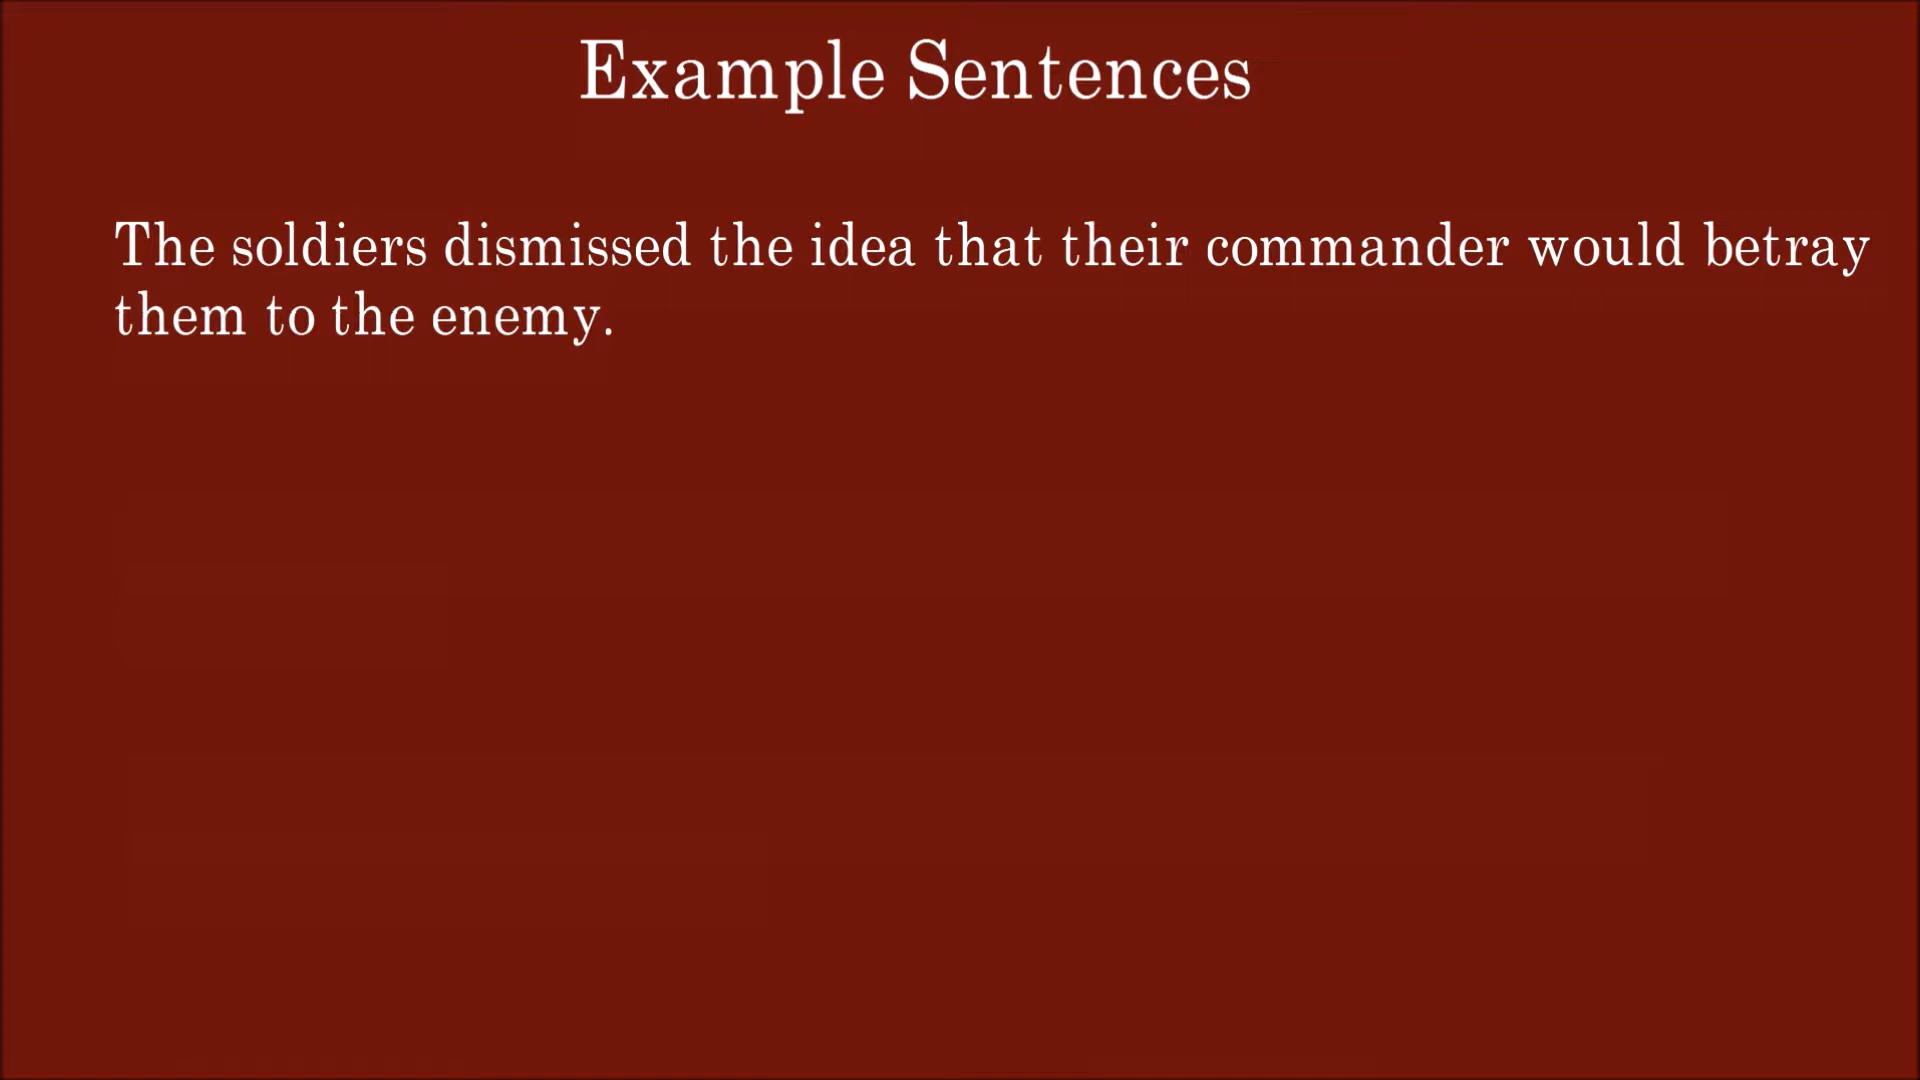 Example Sentences
The soldiers dismissed the idea that their commander would betray
them to the enemy.